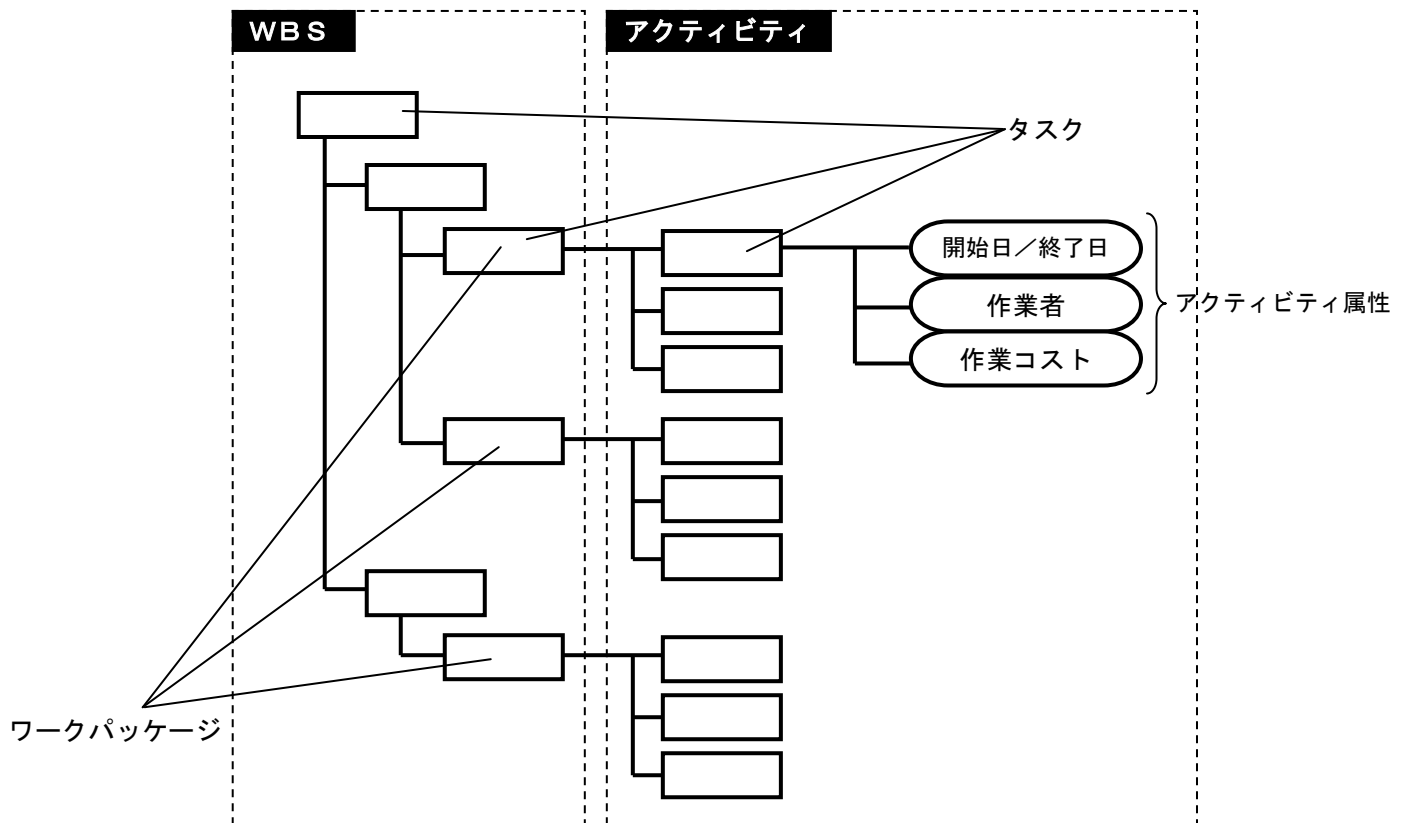 ＷＢＳ
アクティビティ
タスク
開始日／終了日
作業者
アクティビティ属性
作業コスト
ワークパッケージ